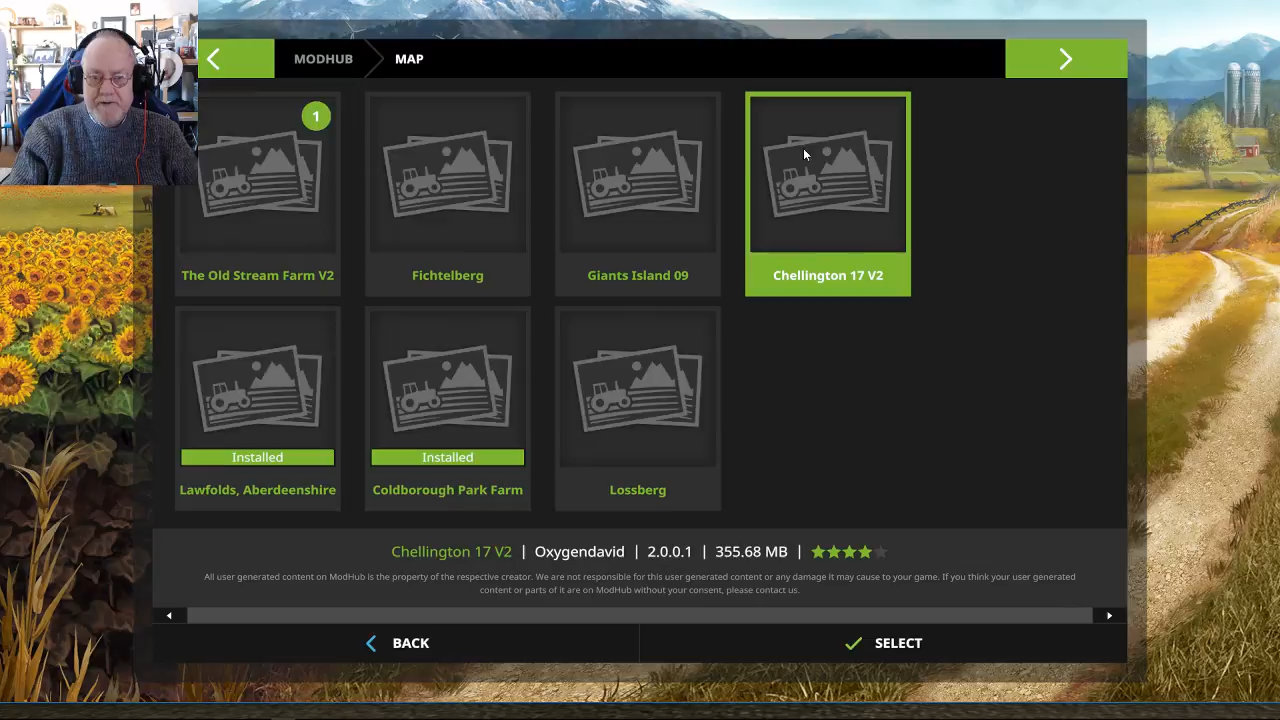 MODHUB
MAP
1
The Old Stream Farm V2
Fichtelberg
Giants Island 09
Chellington 17 V2
Installed
Installed
Lawfolds, Aberdeenshire
Coldborough Park Farm
Lossberg
Chellington 17 V2 | Oxygendavid | 2.0.0.1 | 355.68 MB |
All user generated content on ModHub is the property of the respective creator. We are not responsible for this user generated content or any damage it may cause to your game. If you think your user generated
content or parts of it are on ModHub without your consent, please contact us.
BACK
SELECT